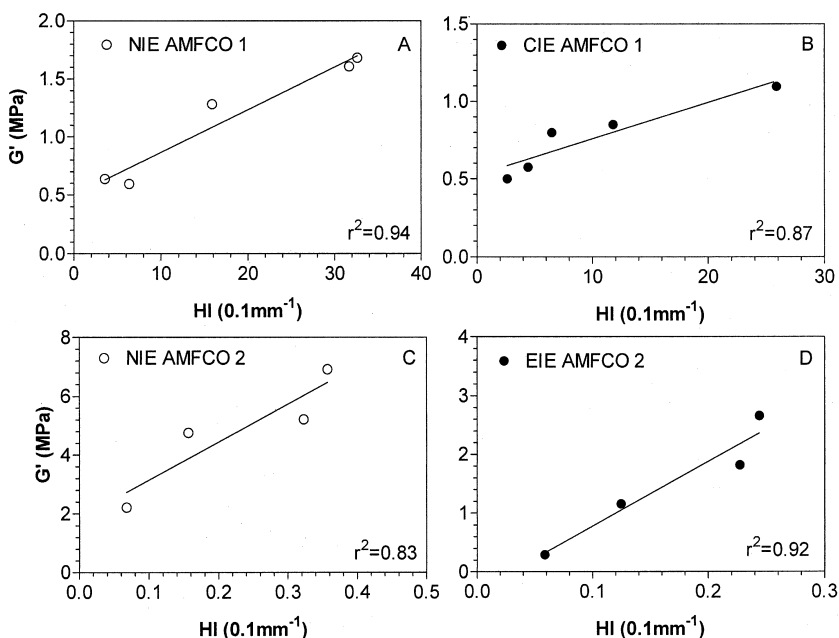 NIE AMFCO 1
A
2.0
1.5
1.0
0.5
0.0
G' (MPa)
r²=0.94
0 10 20 30 40
HI (0.1mm⁻¹)
CIE AMFCO 1
B
1.5
1.0
0.5
0.0
r²=0.87
0 10 20 30
HI (0.1mm⁻¹)
NIE AMFCO 2
C
8
6
4
2
0
G' (MPa)
r²=0.83
0.0 0.1 0.2 0.3 0.4 0.5
HI (0.1mm⁻¹)
EIE AMFCO 2
D
4
3
2
1
0
r²=0.92
0.0 0.1 0.2 0.3
HI (0.1mm⁻¹)